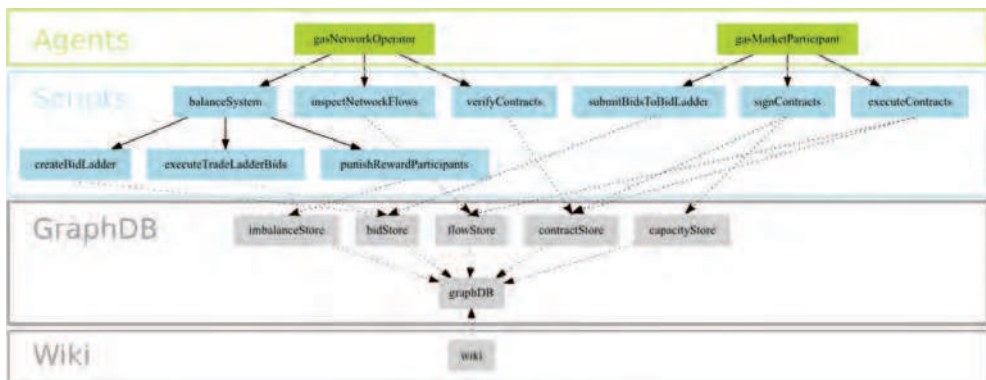 Agents
gasNetworkOperator
gasMarketParticipant
Scripts
balanceSystem
inspectNetworkFlows
verifyContracts
submitBidsToBidLadder
signContracts
executeContracts
createBidLadder
executeTradeLadderBids
punishRewardParticipants
GraphDB
imbalanceStore
bidStore
flowStore
contractStore
capacityStore
graphDB
Wiki
wiki